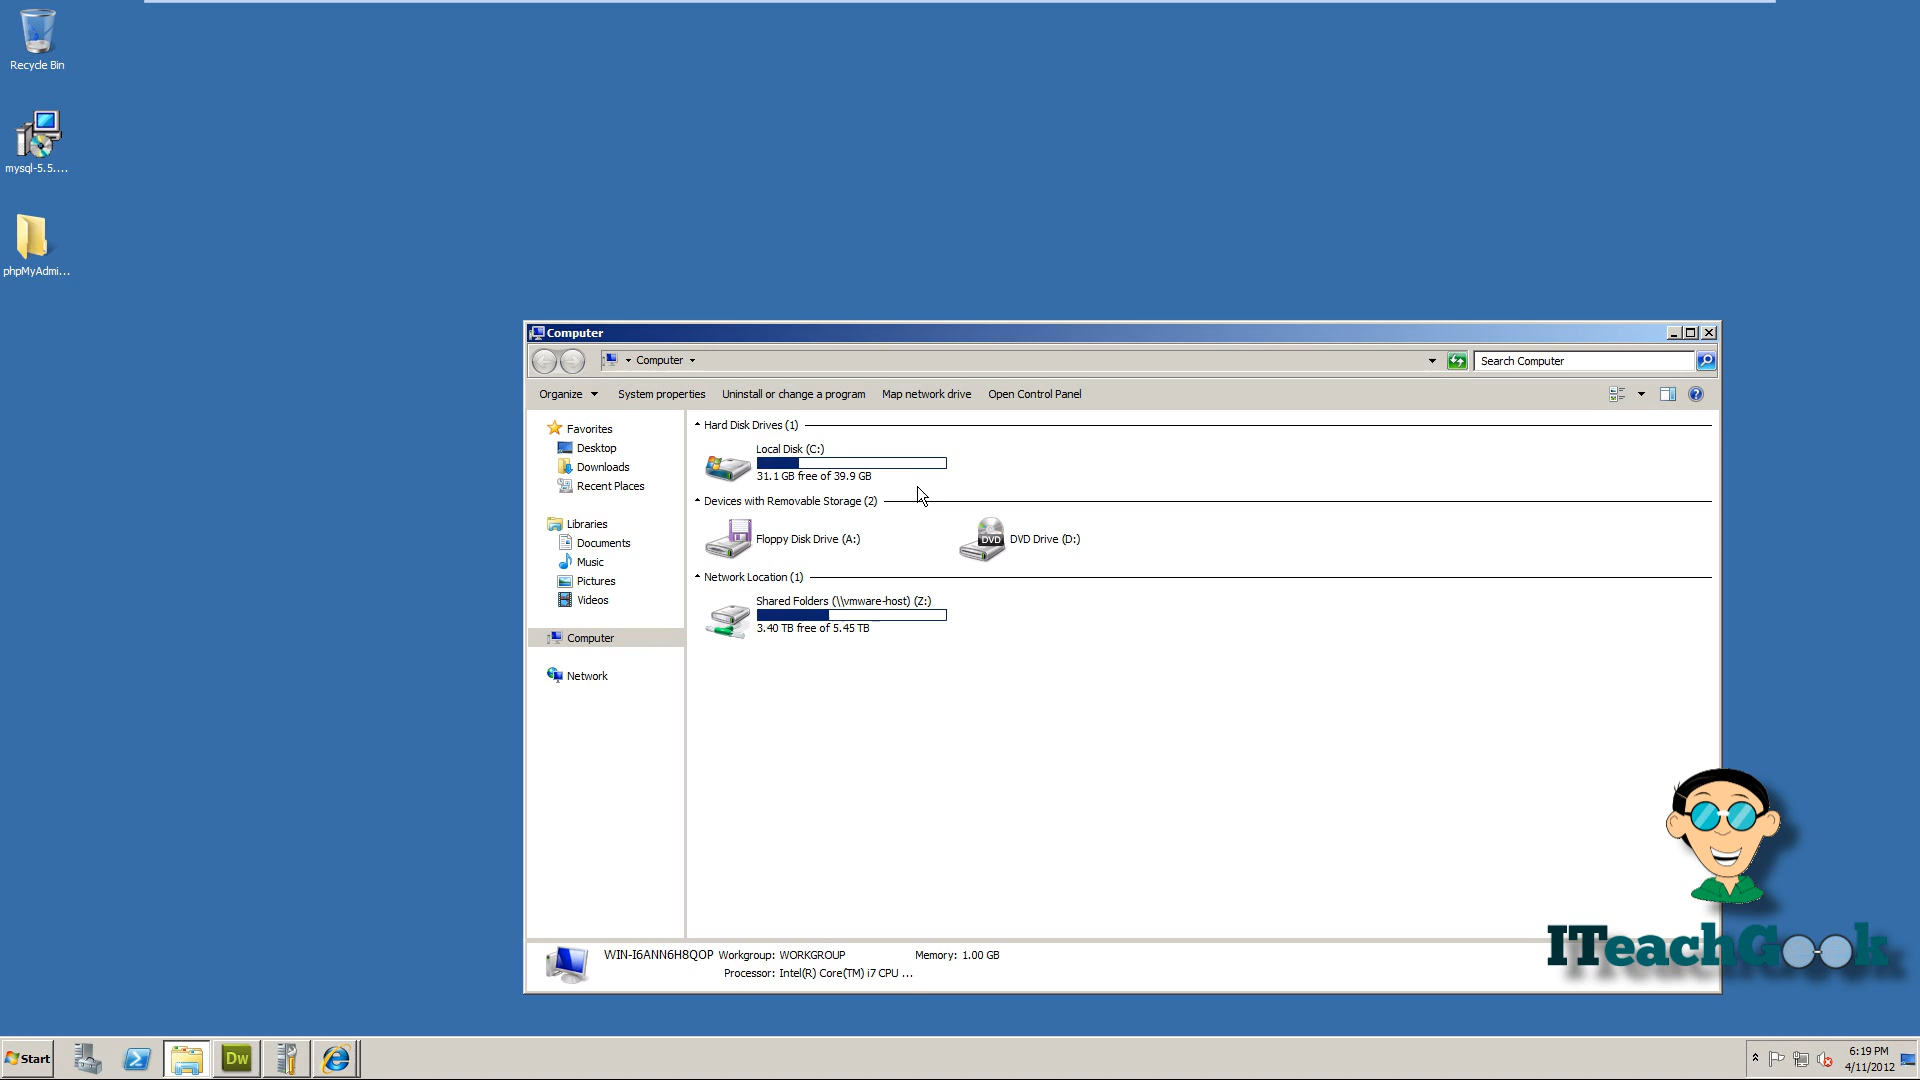 Recycle Bin
mysql-5.5....
phpMyAdmi...
Computer
Computer
Search Computer
Organize
System properties
Uninstall or change a program
Map network drive
Open Control Panel
Favorites
Desktop
Downloads
Recent Places
Libraries
Documents
Music
Pictures
Videos
Computer
Network
Hard Disk Drives (1)
Local Disk (C:)
31.1 GB free of 39.9 GB
Devices with Removable Storage (2)
Floppy Disk Drive (A:)
DVD
DVD Drive (D:)
Network Location (1)
Shared Folders (\\vmware-host) (Z:)
3.40 TB free of 5.45 TB
WIN-I6ANN6H8QOP Workgroup: WORKGROUP Memory: 1.00 GB
Processor: Intel(R) Core(TM) i7 CPU ...
ITeachGook
Start
Dw
6:19 PM
4/11/2012